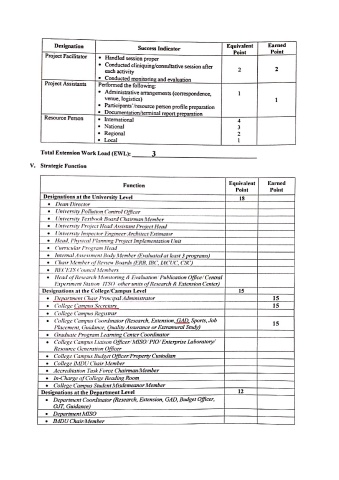 Designation Success Indicator Equivalent Point Earned Point
Project Facilitator • Handled session proper
• Conducted critiquing/consultative session after each activity 2 2
• Conducted monitoring and evaluation
Project Assistants Performed the following:
• Administrative arrangements (correspondence, venue, logistics) 1
• Participants'/resource person profile preparation 1
• Documentation/terminal report preparation
Resource Person • International 4
• National 3
• Regional 2
• Local 1
Total Extension Work Load (EWL): 3
V. Strategic Function
Function Equivalent Point Earned Point
Designations at the University Level 18
• Dean/Director
• University Pollution Control Officer
• University Textbook Board Chairman/Member
• University Project Head/Assistant Project Head
• University Inspector/Engineer/Architect/Estimator
• Head, Physical Planning/Project Implementation Unit
• Curricular Program Head
• Internal Assessment Body Member (Evaluated at least 3 programs)
• Chair/Member of Review Boards (ERB, IBC, IACUC, CSC)
• RECETS Council Members
• Head of Research Monitoring & Evaluation/ Publication Office/ Central
Experiment Station/ ITSO/ other units of Research & Extension Center)
Designations at the College/Campus Level 15
• Department Chair/Principal/Administrator 15
• College/Campus Secretary 15
• College/Campus Registrar
• College/Campus Coordinator (Research, Extension, GAD, Sports, Job
Placement, Guidance, Quality Assurance or Extramural Study) 15
• Graduate Program/Learning Center Coordinator
• College/Campus Liaison Officer/ MISO/ PIO/ Enterprise/Laboratory/
Resource Generation Officer
• College/Campus Budget Officer/Property Custodian
• College IMDC Chair/Member
• Accreditation Task Force Chairman/Member
• In-Charge of College Reading Room
• College/Campus Student Misdemeanor Member
Designations at the Department Level 12
• Department Coordinator (Research, Extension, GAD, Budget Officer,
OJT, Guidance)
• Department MISO
• IMDC Chair/Member